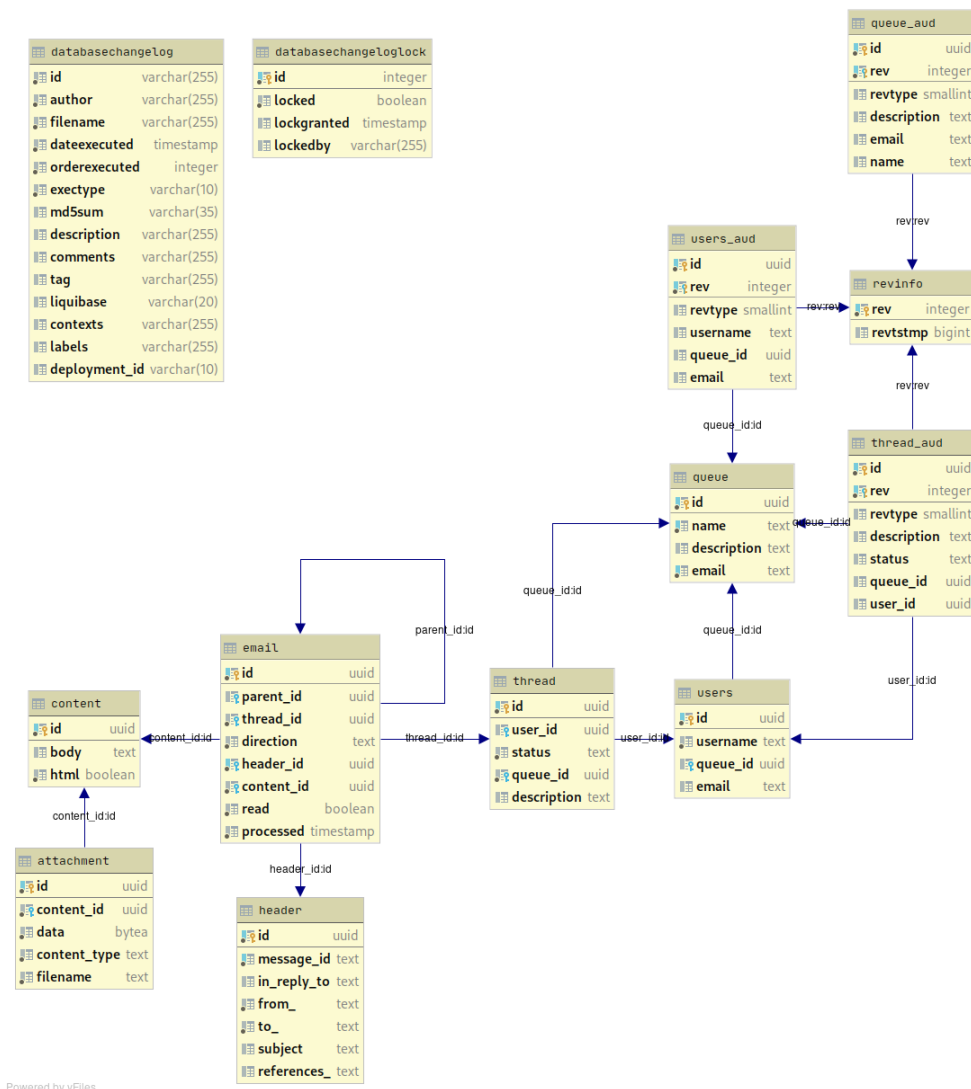 queue_aud
id uuid
rev integer
revtype smallint
description text
email text
name text
databasechangelog
id varchar(255)
author varchar(255)
filename varchar(255)
dateexecuted timestamp
orderexecuted integer
exectype varchar(10)
md5sum varchar(35)
description varchar(255)
comments varchar(255)
tag varchar(255)
liquibase varchar(20)
contexts varchar(255)
labels varchar(255)
deployment_id varchar(10)
databasechangeloglock
id integer
locked boolean
lockgranted timestamp
lockedby varchar(255)
rev:rev
users_aud
id uuid
rev integer
revtype smallint
username text
queue_id uuid
email text
rev:rev
revinfo
rev integer
revtstmp bigint
rev:rev
queue_id:id
thread_aud
id uuid
rev integer
revtype smallint
description text
status text
queue_id uuid
user_id uuid
queue
id uuid
name text
description text
email text
queue_id:id
queue_id:id
queue_id:id
user_id:id
parent_id:id
email
id uuid
parent_id uuid
thread_id uuid
direction text
header_id uuid
content_id uuid
read boolean
processed timestamp
thread_id:id
thread
id uuid
user_id uuid
status text
queue_id uuid
description text
user_id:id
users
id uuid
username text
queue_id uuid
email text
content
id uuid
body text
html boolean
content_id:id
content_id:id
attachment
id uuid
content_id uuid
data bytea
content_type text
filename text
header_id:id
header
id uuid
message_id text
in_reply_to text
from_ text
to_ text
subject text
references_ text
Powered by yFiles